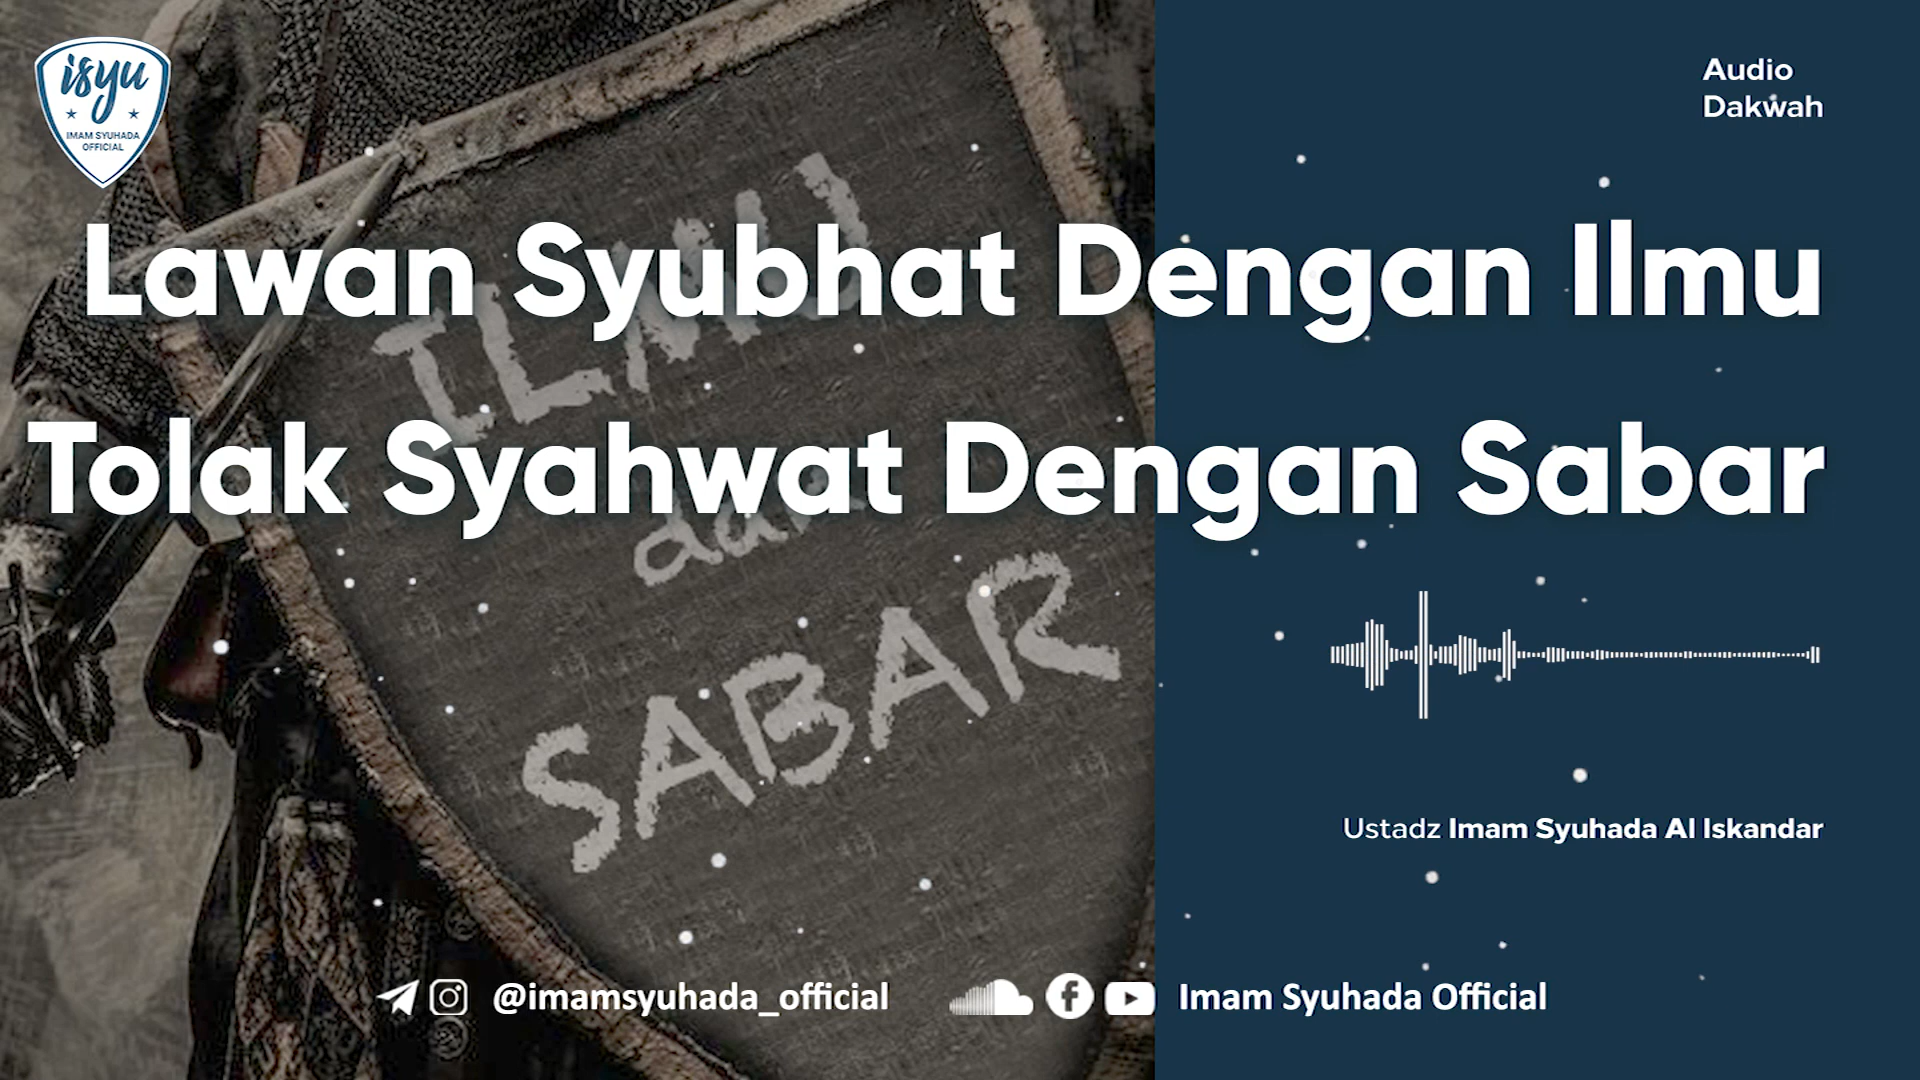 isyu
IMAM SYUHADA
OFFICIAL
Audio
Dakwah
Lawan Syubhat Dengan Ilmu
Tolak Syahwat Dengan Sabar
ILMU
dan
SABAR
Ustadz Imam Syuhada Al Iskandar
@imamsyuhada_official
Imam Syuhada Official